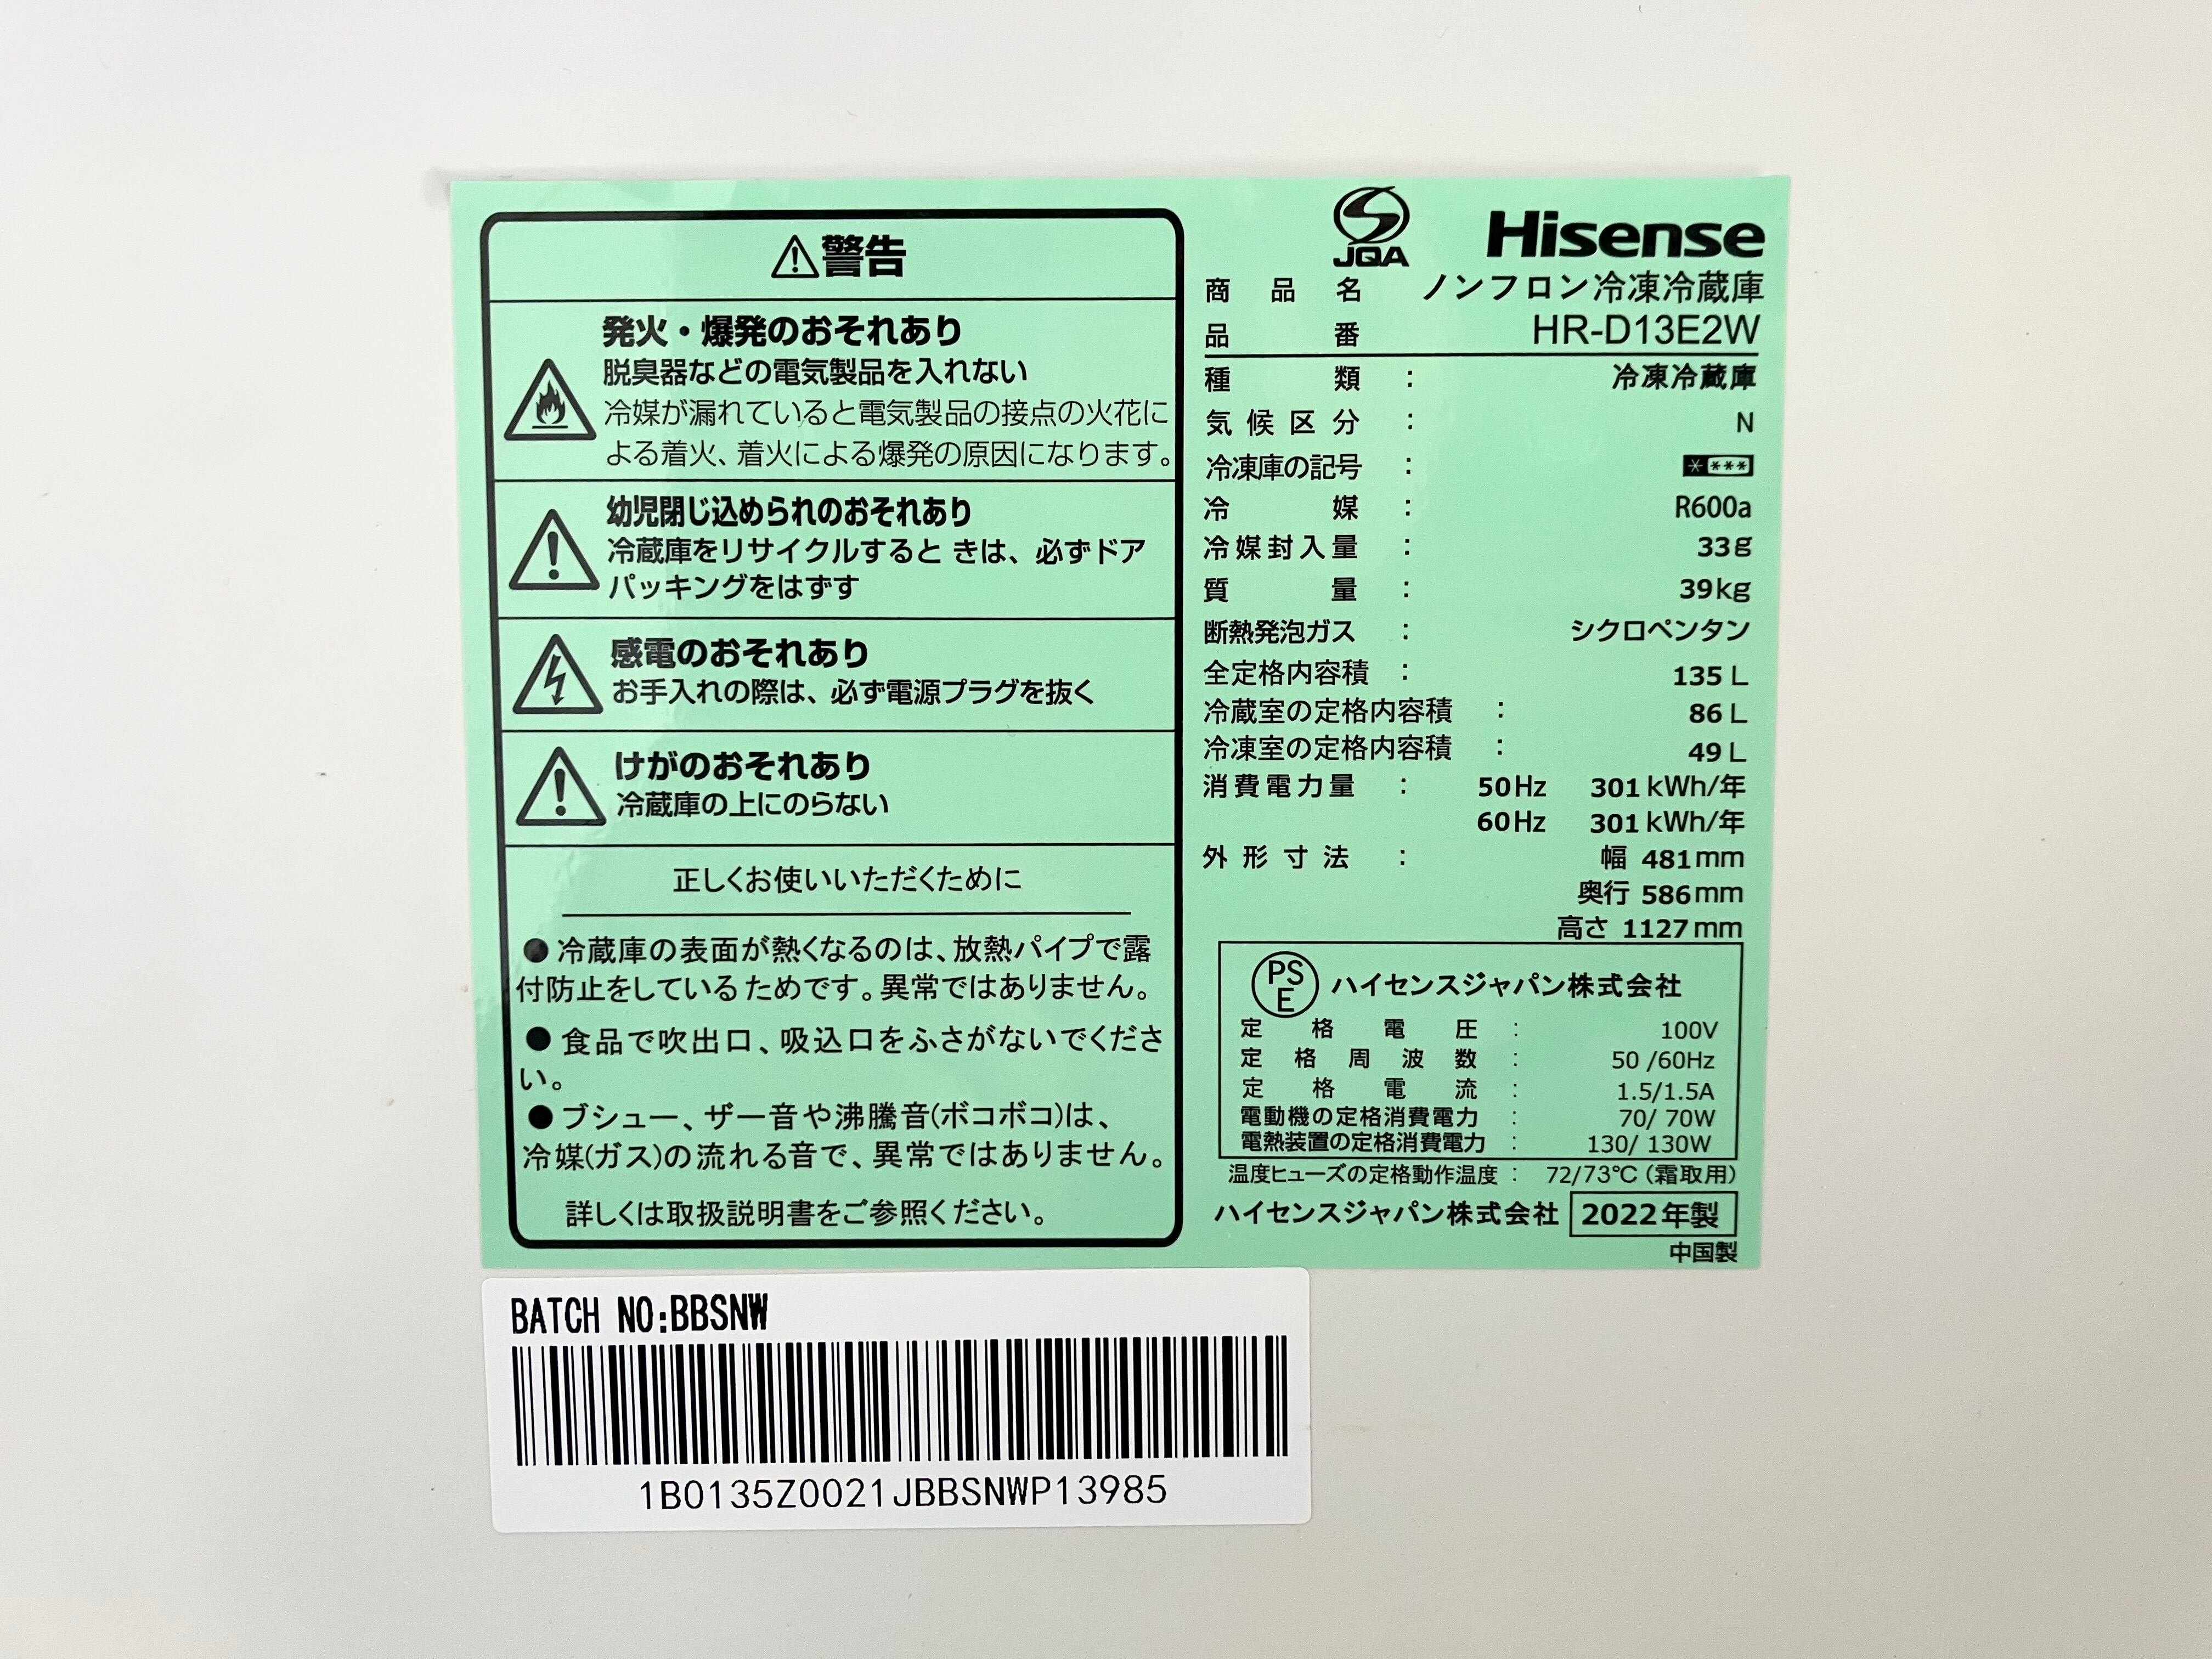 ⚠警告
発火・爆発のおそれあり
脱臭器などの電気製品を入れない
冷媒が漏れていると電気製品の接点の火花に
よる着火、着火による爆発の原因になります。
幼児閉じ込められのおそれあり
冷蔵庫をリサイクルすると きは、必ずドア
パッキングをはずす
感電のおそれあり
お手入れの際は、必ず電源プラグを抜く
けがのおそれあり
冷蔵庫の上にのらない
正しくお使いいただくために
●冷蔵庫の表面が熱くなるのは、放熱パイプで露
付防止をしているためです。異常ではありません。
●食品で吹出口、吸込口をふさがないでくださ
い。
●ブシュー、ザー音や沸騰音(ボコボコ)は、
冷媒(ガス)の流れる音で、異常ではありません。
詳しくは取扱説明書をご参照ください。
JQA
Hisense
商品名 ノンフロン冷凍冷蔵庫
品番 HR-D13E2W
種類 : 冷凍冷蔵庫
気候区分 : N
冷凍庫の記号 : * ***
冷媒 : R600a
冷媒封入量 : 33g
質量 : 39kg
断熱発泡ガス : シクロペンタン
全定格内容積 : 135 L
冷蔵室の定格内容積 : 86 L
冷凍室の定格内容積 : 49 L
消費電力量 : 50Hz 301 kWh/年
60Hz 301 kWh/年
外形寸法 : 幅 481mm
奥行 586mm
高さ 1127mm
PSE ハイセンスジャパン株式会社
定格電圧 : 100V
定格周波数 : 50 /60Hz
定格電流 : 1.5/1.5A
電動機の定格消費電力 : 70/ 70W
電熱装置の定格消費電力 : 130/ 130W
温度ヒューズの定格動作温度 : 72/73℃(霜取用)
ハイセンスジャパン株式会社 2022年製
中国製
BATCH NO:BBSNW
1B0135Z0021JBBSNWP13985